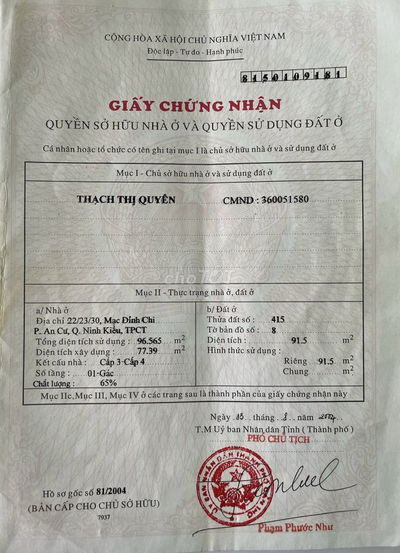 CỘNG HÒA XÃ HỘI CHỦ NGHĨA VIỆT NAM
Độc lập - Tự do - Hạnh phúc
8150109181
GIẤY CHỨNG NHẬN
QUYỀN SỞ HỮU NHÀ Ở VÀ QUYỀN SỬ DỤNG ĐẤT Ở
Cá nhân hoặc tổ chức có tên ghi tại mục I là chủ sở hữu nhà ở và sử dụng đất ở
Mục I - Chủ sở hữu nhà ở và sử dụng đất ở
THẠCH THỊ QUYÊN CMND : 360051580
choTốt
Mục II - Thực trạng nhà ở, đất ở
a/ Nhà ở
Địa chỉ 22/23/30, Mạc Đỉnh Chi
P. An Cư, Q. Ninh Kiều, TPCT
Tổng diện tích sử dụng : 96.565 m2
Diện tích xây dựng : 77.39 m2
Kết cấu nhà : Cấp 3-Cấp 4
Số tầng : 01-Gác
Chất lượng : 65%
b/ Đất ở
Thửa đất số : 415
Tờ bản đồ số : 8
Diện tích : 91.5 m2
Hình thức sử dụng :
Riêng 91.5 m2
Chung m2
Mục IIc, Mục III, Mục IV ở các trang sau là thành phần của giấy chứng nhận này
Ngày tháng năm 2004
T.M Uỷ ban Nhân dân Tỉnh ( Thành phố )
PHÓ CHỦ TỊCH
Hồ sơ gốc số 81/2004
(BẢN CẤP CHO CHỦ SỞ HỮU)
7937
Phạm Phước Như